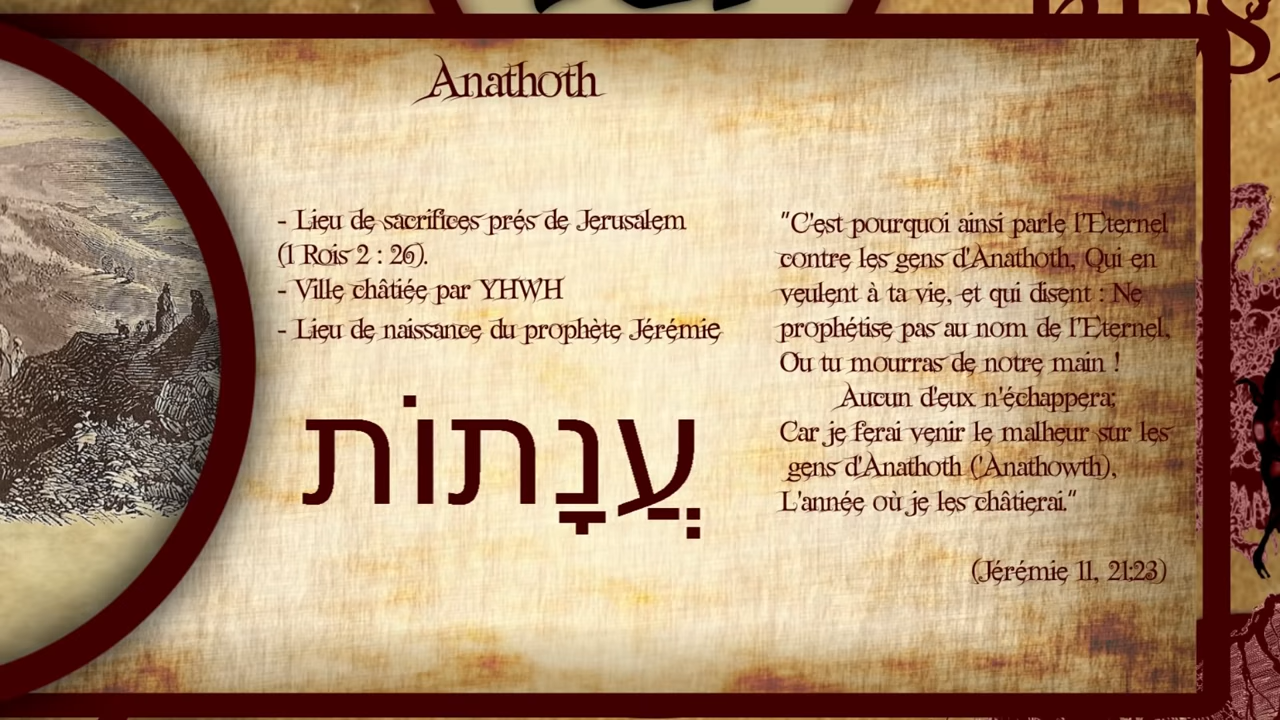 Anathoth
- Lieu de sacrifices prés de Jerusalem
(1 Rois 2 : 26).
- Ville châtiée par YHWH
- Lieu de naissance du prophète Jérémie
עֲנָתוֹת
"C'est pourquoi ainsi parle l'Eternel
contre les gens d'Anathoth, Qui en
veulent à ta vie, et qui disent : Ne
prophétise pas au nom de l'Eternel,
Ou tu mourras de notre main !
Aucun d'eux n'échappera;
Car je ferai venir le malheur sur les
gens d'Anathoth ('Anathowth),
L'année où je les châtierai."
(Jérémie 11, 21:23)